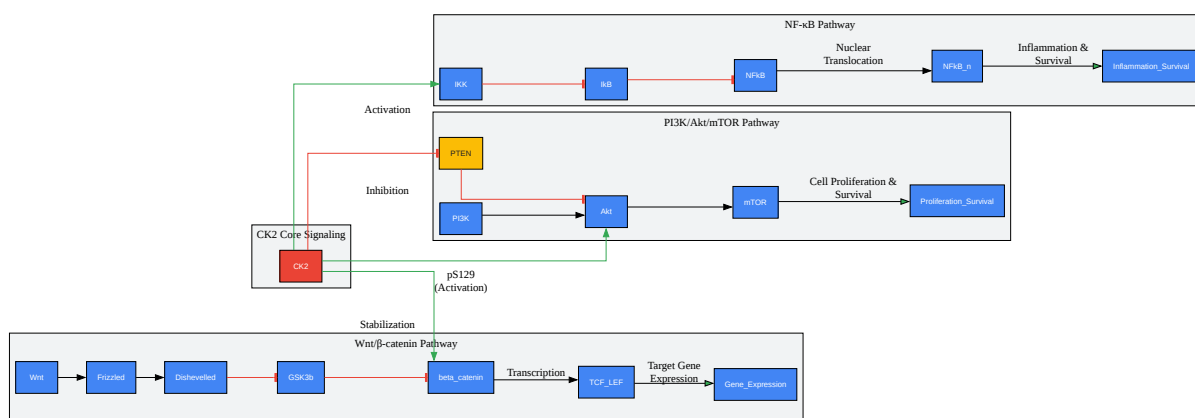 NF-κB Pathway
Nuclear
Translocation
Inflammation &
Survival
IKK
IkB
NFkB
NFkB_n
Inflammation_Survival
Activation
PI3K/Akt/mTOR Pathway
PTEN
Inhibition
Cell Proliferation &
Survival
PI3K
Akt
mTOR
Proliferation_Survival
CK2 Core Signaling
CK2
pS129
(Activation)
Stabilization
Wnt/β-catenin Pathway
Wnt
Frizzled
Dishevelled
GSK3b
beta_catenin
Transcription
TCF_LEF
Target Gene
Expression
Gene_Expression